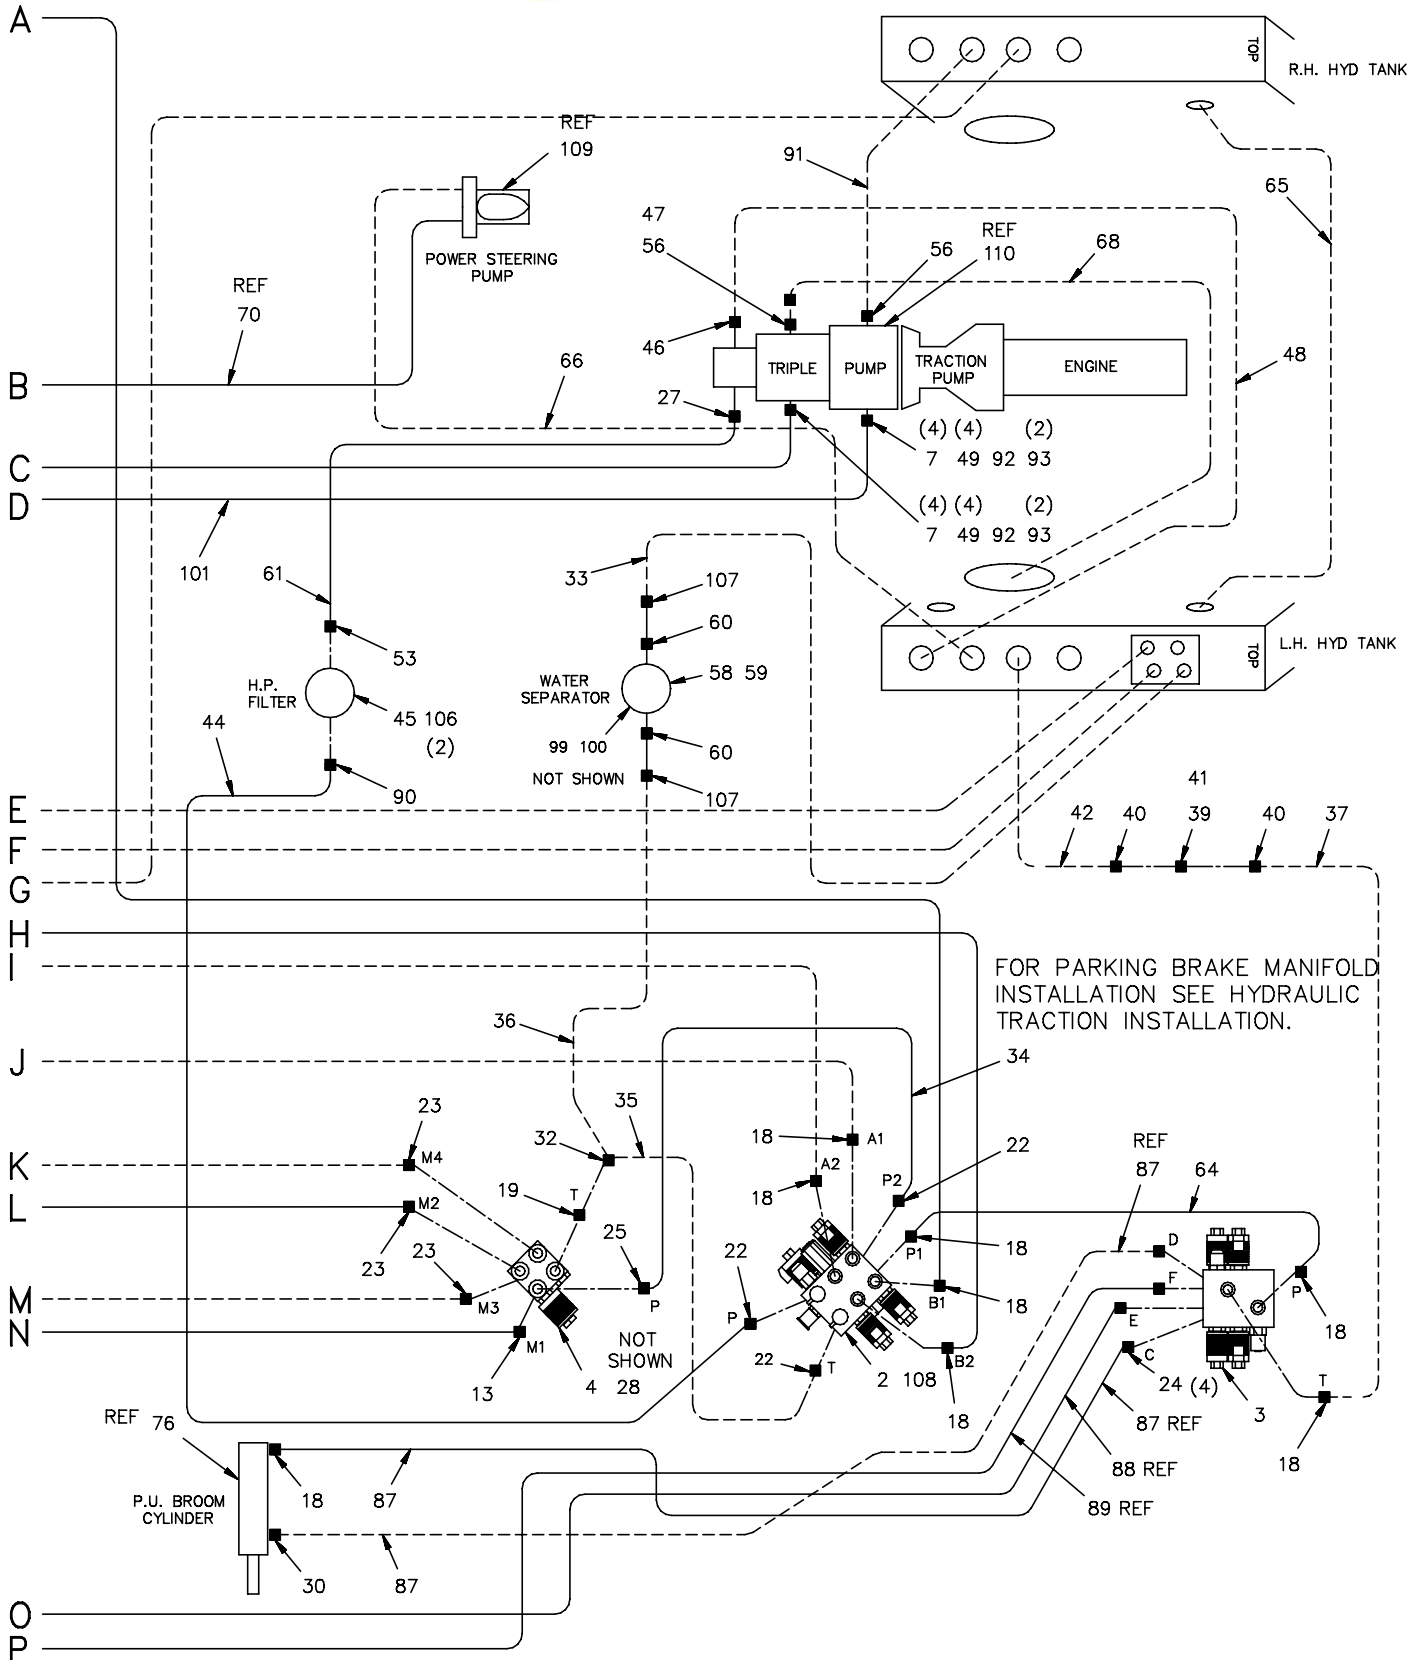 A
TOP
R.H. HYD TANK
REF
109
91
65
47
56
REF
110
56
68
POWER STEERING
PUMP
REF
70
46
66
TRIPLE
PUMP
TRACTION
PUMP
ENGINE
48
B
27
(4) (4) (2)
7 49 92 93
C
D
(4) (4) (2)
7 49 92 93
101
61
33
107
60
53
TOP
L.H. HYD TANK
H.P.
FILTER
WATER
SEPARATOR
58 59
44
45 106
(2)
99 100
60
NOT SHOWN
41
90
107
E
42
40
39
40
37
F
G
H
I
FOR PARKING BRAKE MANIFOLD
INSTALLATION SEE HYDRAULIC
TRACTION INSTALLATION.
36
J
34
23
35
32
18
A1
REF
87
22
64
K
M4
A2
18
P2
19
T
L
M2
25
22
P1
18
D
23
23
F
P
M
M3
P
P
B1
18
E
18
N
M1
NOT
SHOWN
22
T
B2
C
13
4
28
2 108
24 (4)
3
T
18
87 REF
REF 76
18
88 REF
P.U. BROOM
CYLINDER
18
87
89 REF
30
87
O
P